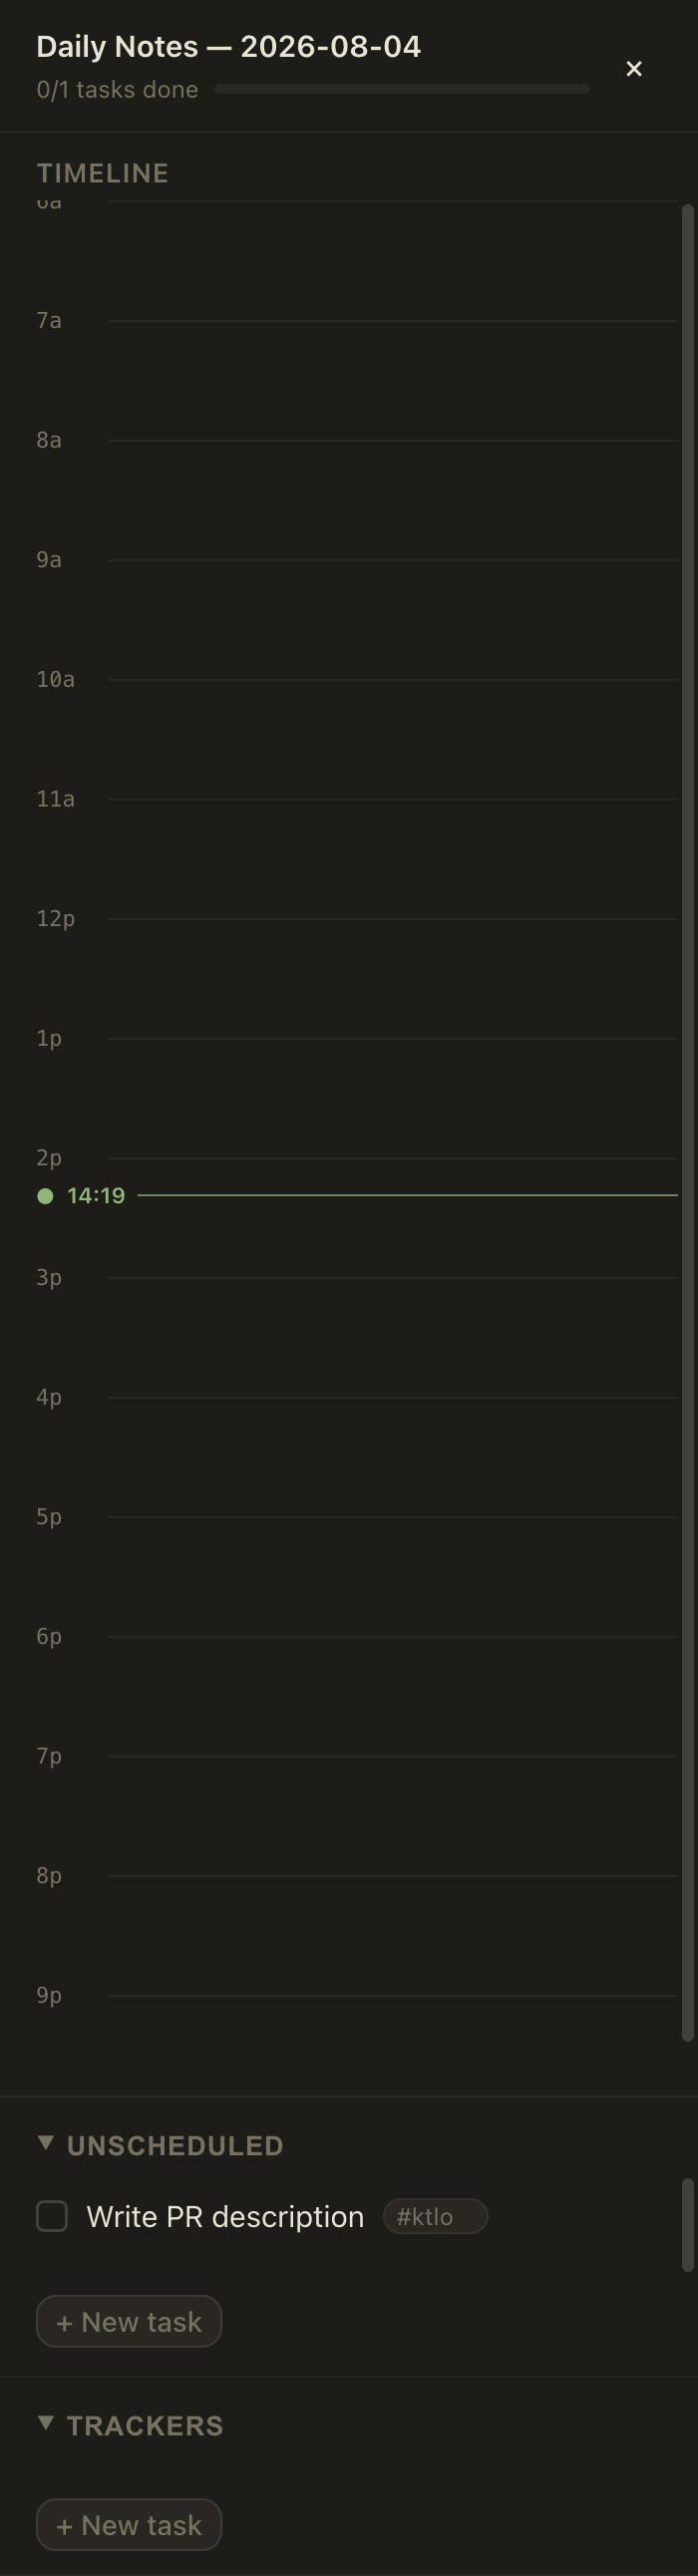 Daily Notes — 2026-08-04
0/1 tasks done
×
TIMELINE
6a
7a
8a
9a
10a
11a
12p
1p
2p
14:19
3p
4p
5p
6p
7p
8p
9p
▼ UNSCHEDULED
Write PR description #ktlo
+ New task
▼ TRACKERS
+ New task